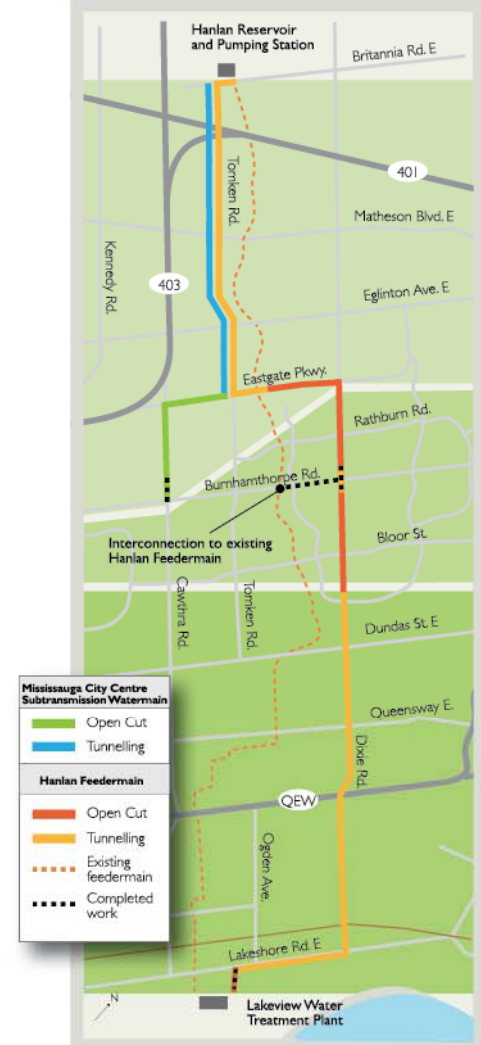 Hanlan Reservoir
and Pumping Station
Britannia Rd. E
401
Tomken Rd.
Matheson Blvd. E
Kennedy Rd.
403
Eglinton Ave. E
Eastgate Pkwy.
Rathburn Rd.
Burnhamthorpe Rd.
Interconnection to existing
Hanlan Feedermain
Bloor St.
Cawthra Rd.
Tomken Rd.
Dundas St. E
Mississauga City Centre
Subtransmission Watermain
Open Cut
Tunnelling
Hanlan Feedermain
Open Cut
Tunnelling
Existing
feedermain
Completed
work
Queensway E.
Dixie Rd.
QEW
Ogden Ave.
Lakeshore Rd. E
N
Lakeview Water
Treatment Plant